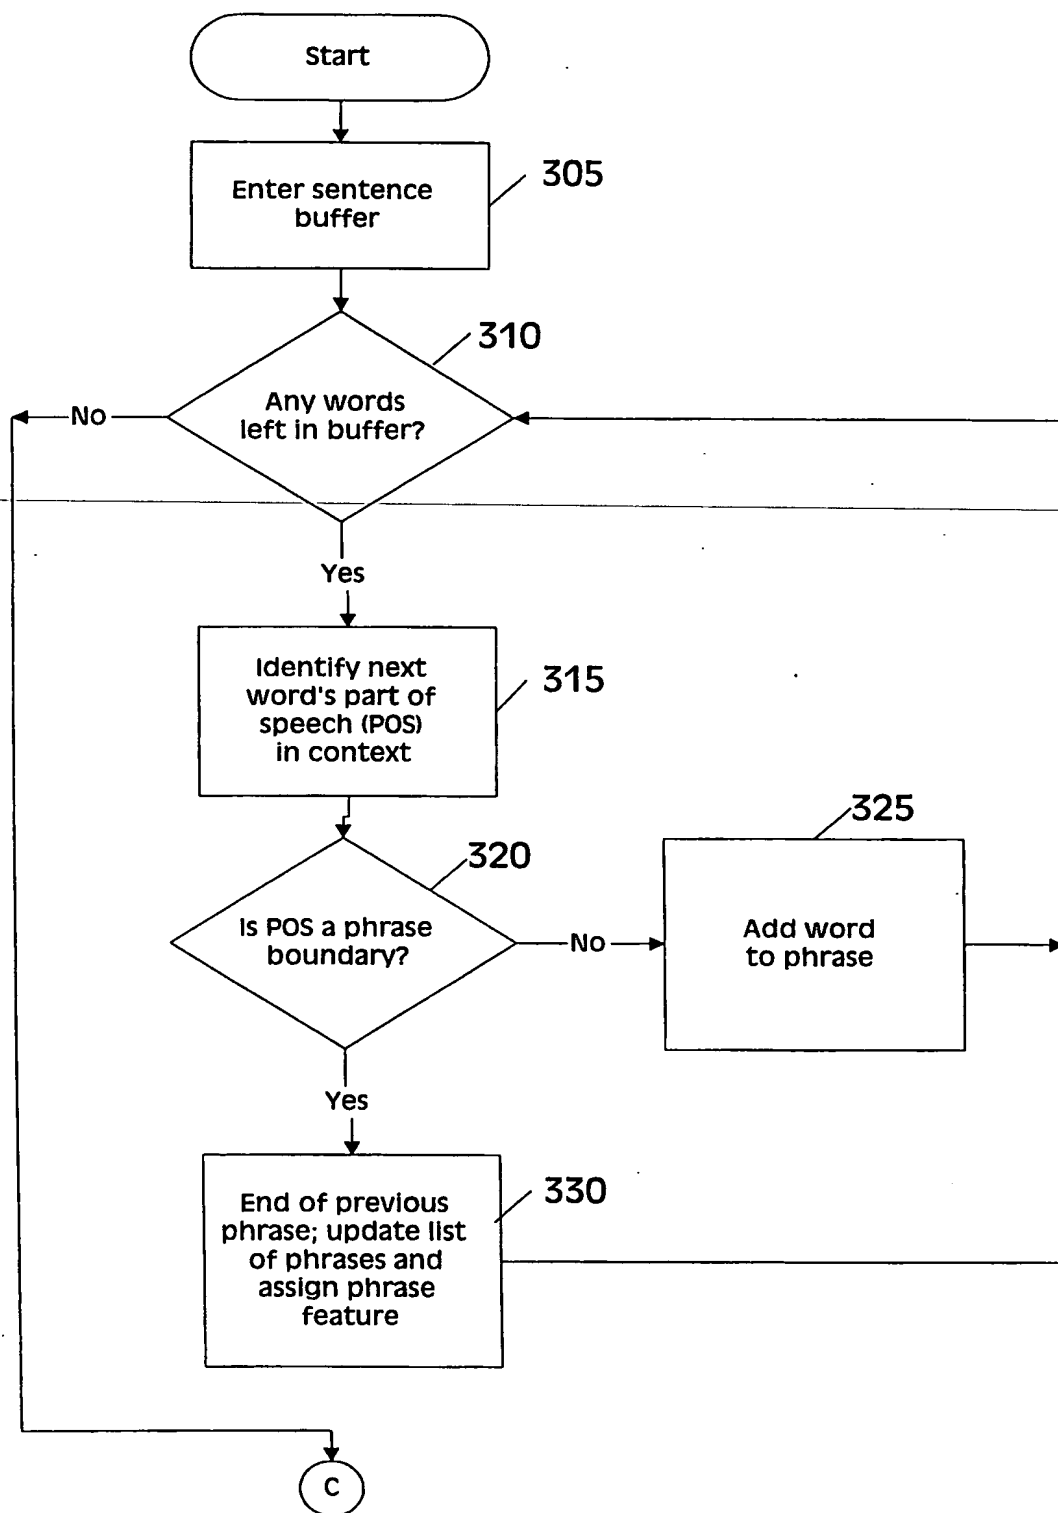 Start
Enter sentence
buffer
305
310
Any words
left in buffer?
No
Yes
Identify next
word's part of
speech (POS)
in context
315
320
Is POS a phrase
boundary?
No
325
Add word
to phrase
Yes
End of previous
phrase; update list
of phrases and
assign phrase
feature
330
C